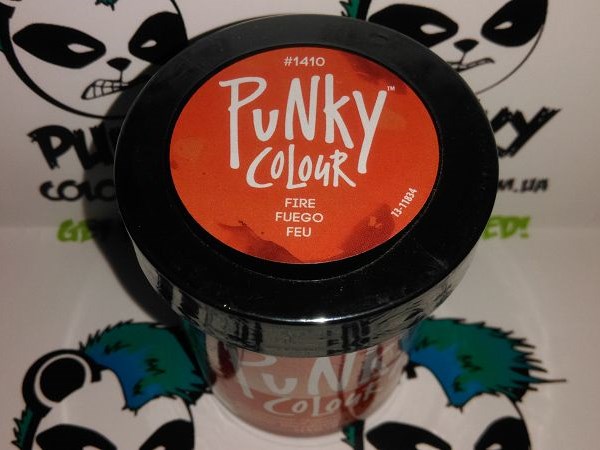 #1410
PUNKY™
COLOUR
FIRE
FUEGO
FEU
13-11834
PUNKY
COLOUR